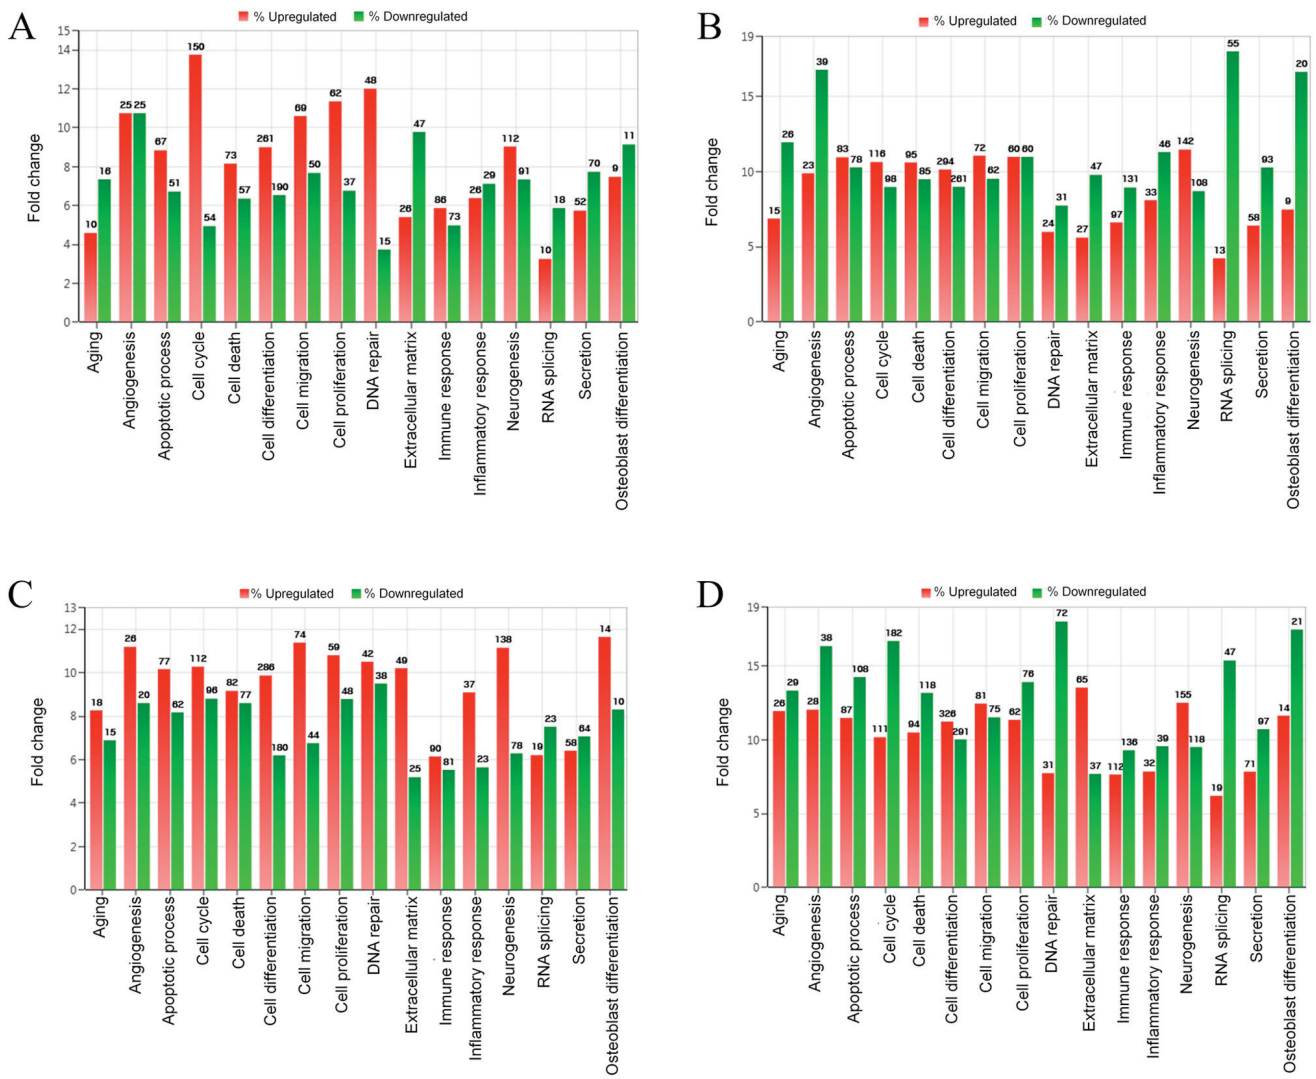 A
% Upregulated % Downregulated
Fold change
15
14
12
10
8
6
4
2
0
10 16 25 25 67 51 150 54 73 57 261 190 69 50 62 37 48 15 26 47 86 73 26 29 112 91 10 18 52 70 9 11
Aging
Angiogenesis
Apoptotic process
Cell cycle
Cell death
Cell differentiation
Cell migration
Cell proliferation
DNA repair
Extracellular matrix
Immune response
Inflammatory response
Neurogenesis
RNA splicing
Secretion
Osteoblast differentiation
B
% Upregulated % Downregulated
Fold change
19
15
10
5
0
15 26 23 39 83 78 116 98 95 85 294 261 72 62 60 60 24 31 27 47 97 131 33 46 142 108 13 55 58 93 9 20
Aging
Angiogenesis
Apoptotic process
Cell cycle
Cell death
Cell differentiation
Cell migration
Cell proliferation
DNA repair
Extracellular matrix
Immune response
Inflammatory response
Neurogenesis
RNA splicing
Secretion
Osteoblast differentiation
C
% Upregulated % Downregulated
Fold change
13
12
10
8
6
4
2
0
18 15 26 20 77 62 112 96 82 77 286 180 74 44 59 48 42 38 49 25 90 81 37 23 138 78 19 23 58 64 14 10
Aging
Angiogenesis
Apoptotic process
Cell cycle
Cell death
Cell differentiation
Cell migration
Cell proliferation
DNA repair
Extracellular matrix
Immune response
Inflammatory response
Neurogenesis
RNA splicing
Secretion
Osteoblast differentiation
D
% Upregulated % Downregulated
Fold change
19
15
10
5
0
26 29 28 38 87 108 111 182 94 118 326 291 81 75 62 76 31 72 65 37 112 136 32 39 155 118 19 47 71 97 14 21
Aging
Angiogenesis
Apoptotic process
Cell cycle
Cell death
Cell differentiation
Cell migration
Cell proliferation
DNA repair
Extracellular matrix
Immune response
Inflammatory response
Neurogenesis
RNA splicing
Secretion
Osteoblast differentiation